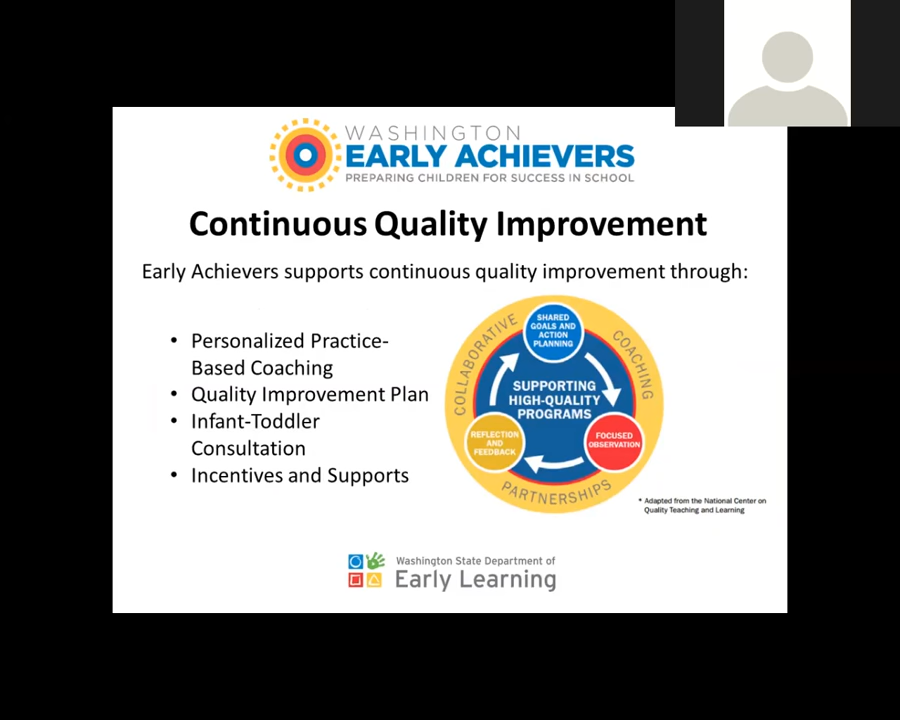 WASHINGTON
EARLY ACHIEVERS
PREPARING CHILDREN FOR SUCCESS IN SCHOOL
Continuous Quality Improvement
Early Achievers supports continuous quality improvement through:
• Personalized Practice-
Based Coaching
• Quality Improvement Plan
• Infant-Toddler
Consultation
• Incentives and Supports
COLLABORATIVE
COACHING
PARTNERSHIPS
SHARED
GOALS AND
ACTION
PLANNING
SUPPORTING
HIGH-QUALITY
PROGRAMS
REFLECTION
AND
FEEDBACK
FOCUSED
OBSERVATION
* Adapted from the National Center on
Quality Teaching and Learning
Washington State Department of
Early Learning